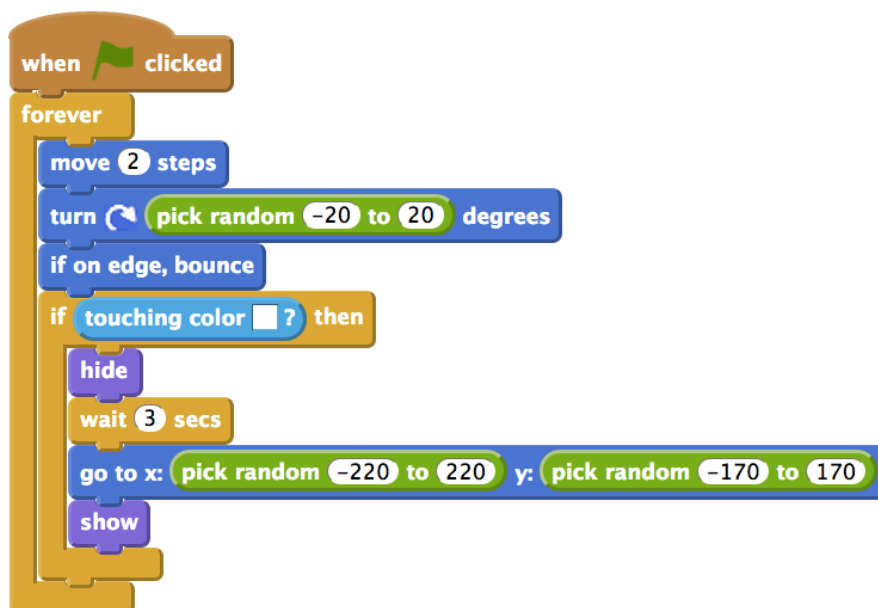 when clicked
forever
move 2 steps
turn pick random -20 to 20 degrees
if on edge, bounce
if touching color ? then
hide
wait 3 secs
go to x: pick random -220 to 220 y: pick random -170 to 170
show